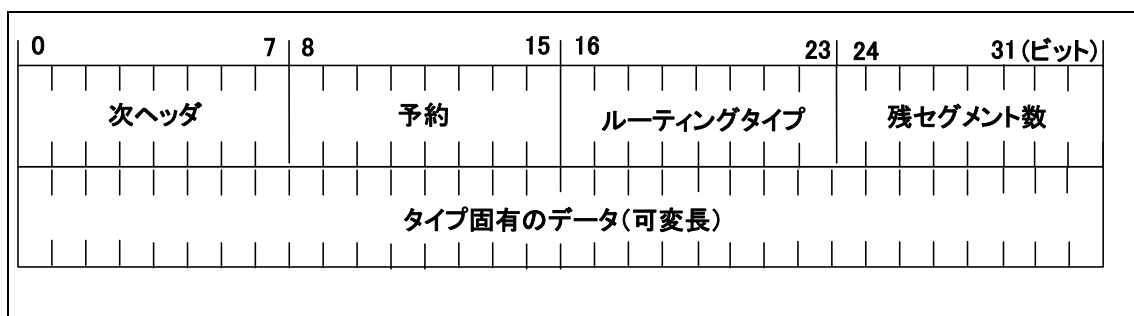 0 7 8 15 16 23 24 31(ビット)
次ヘッダ 予約 ルーティングタイプ 残セグメント数
タイプ固有のデータ(可変長)